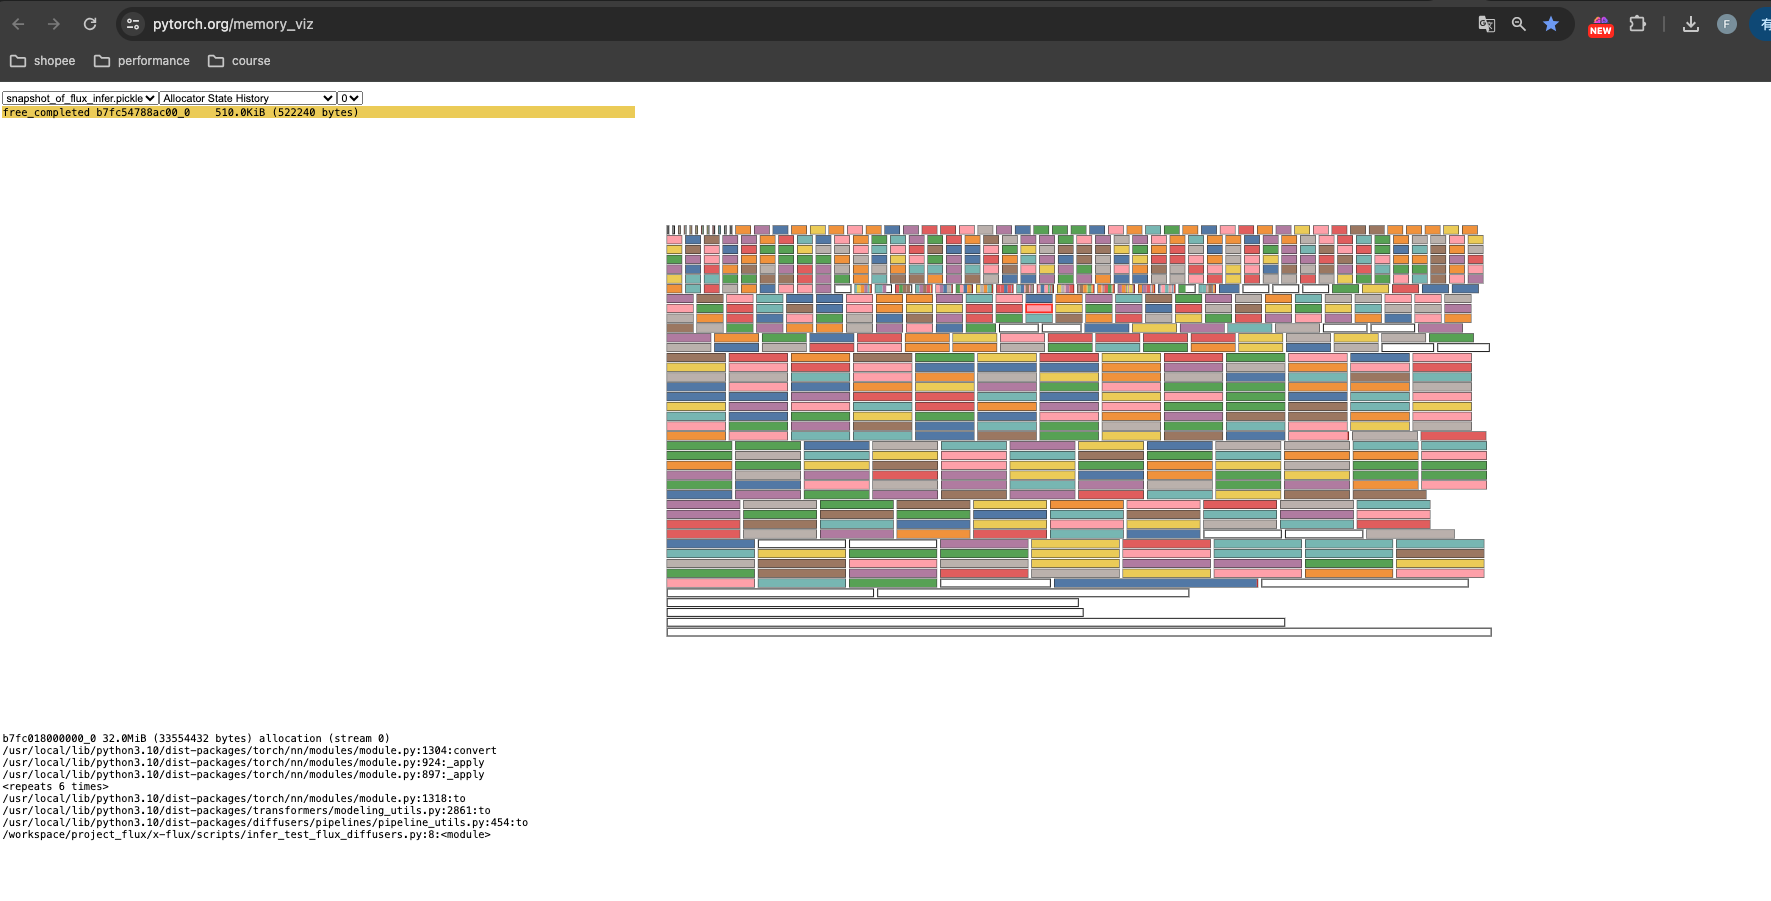 pytorch.org/memory_viz
NEW
F
有
shopee
performance
course
snapshot_of_flux_infer.pickle
Allocator State History
0
free_completed b7fc54788ac00_0 510.0KiB (522240 bytes)
b7fc018000000_0 32.0MiB (33554432 bytes) allocation (stream 0)
/usr/local/lib/python3.10/dist-packages/torch/nn/modules/module.py:1304:convert
/usr/local/lib/python3.10/dist-packages/torch/nn/modules/module.py:924:_apply
/usr/local/lib/python3.10/dist-packages/torch/nn/modules/module.py:897:_apply
<repeats 6 times>
/usr/local/lib/python3.10/dist-packages/torch/nn/modules/module.py:1318:to
/usr/local/lib/python3.10/dist-packages/transformers/modeling_utils.py:2861:to
/usr/local/lib/python3.10/dist-packages/diffusers/pipelines/pipeline_utils.py:454:to
/workspace/project_flux/x-flux/scripts/infer_test_flux_diffusers.py:8:<module>